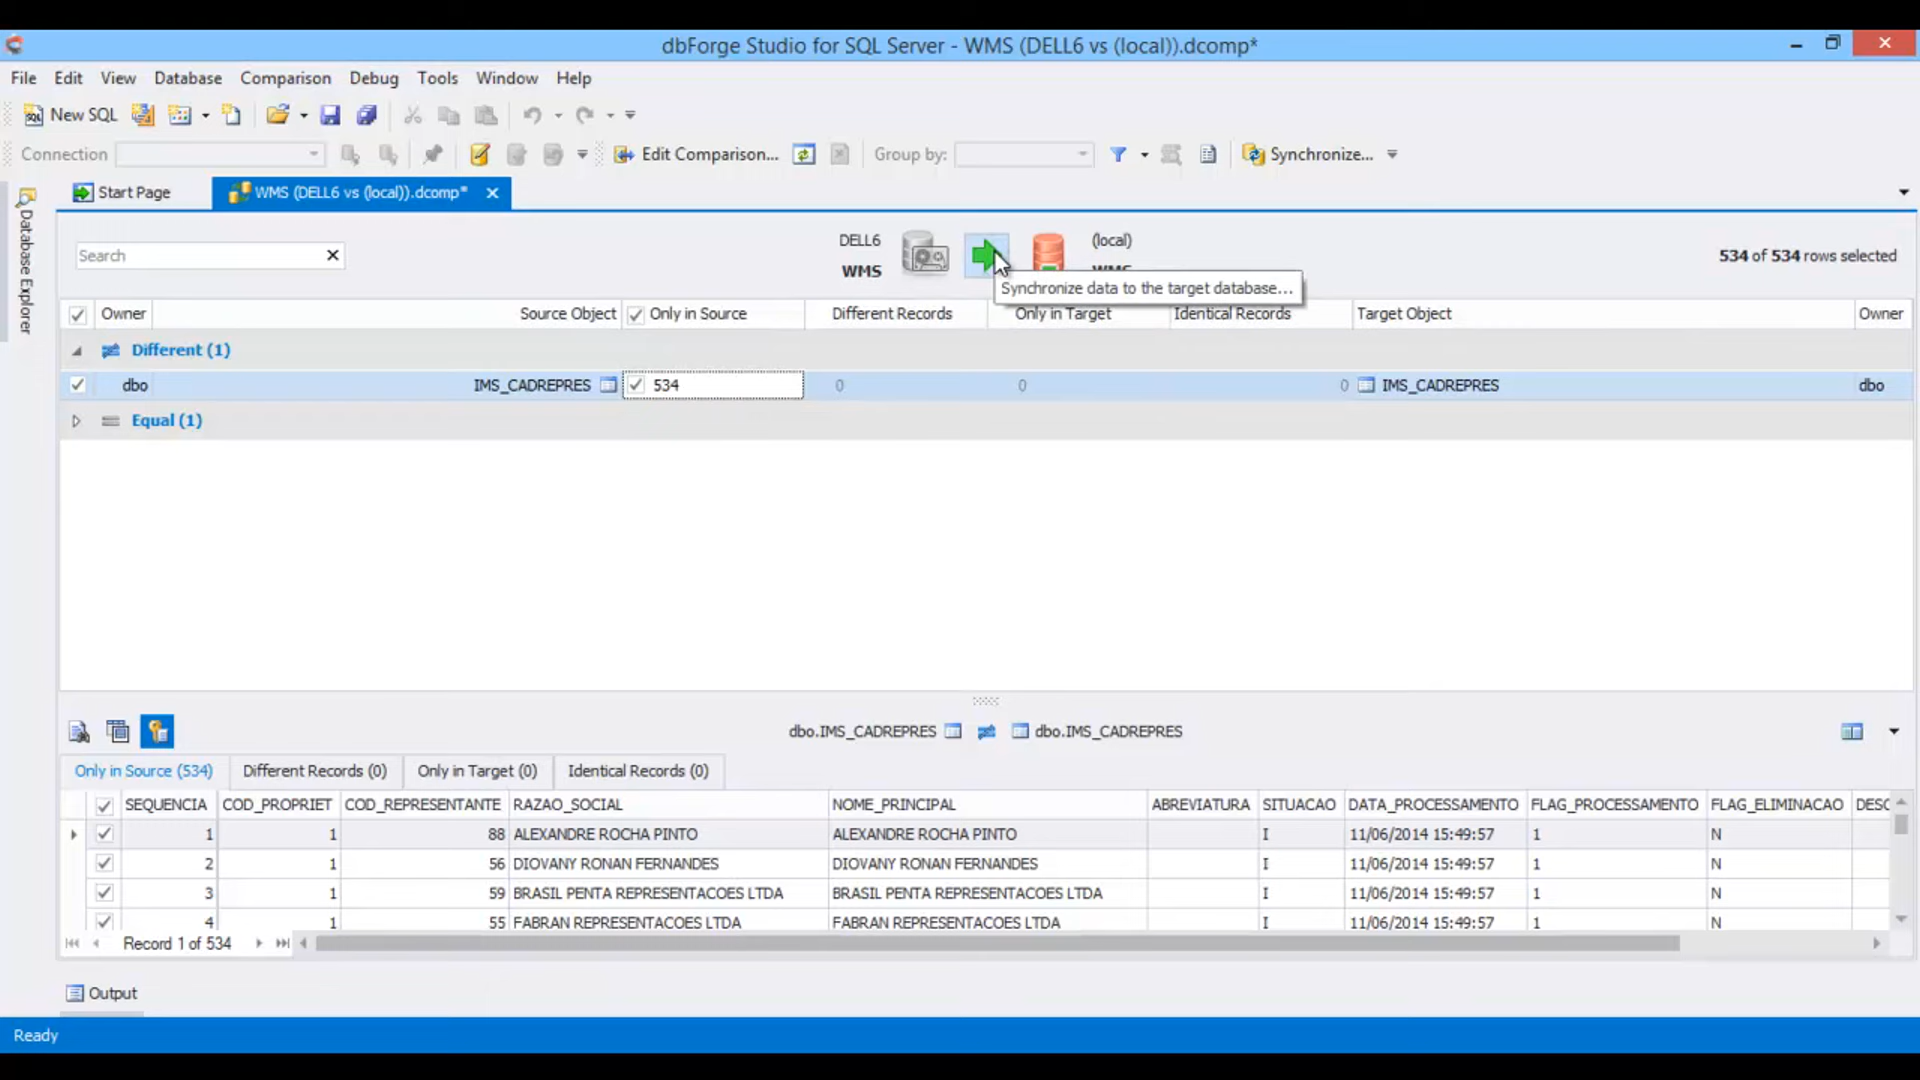 dbForge Studio for SQL Server - WMS (DELL6 vs (local)).dcomp*
File Edit View Database Comparison Debug Tools Window Help
New SQL
Connection Edit Comparison... Group by: Synchronize...
Start Page WMS (DELL6 vs (local)).dcomp*
Database Explorer
Search
DELL6 (local)
WMS WMS
534 of 534 rows selected
Synchronize data to the target database...
Owner Source Object Only in Source Different Records Only in Target Identical Records Target Object Owner
Different (1)
dbo IMS_CADREPRES 534 0 0 0 IMS_CADREPRES dbo
Equal (1)
dbo.IMS_CADREPRES dbo.IMS_CADREPRES
Only in Source (534) Different Records (0) Only in Target (0) Identical Records (0)
SEQUENCIA COD_PROPRIET COD_REPRESENTANTE RAZAO_SOCIAL NOME_PRINCIPAL ABREVIATURA SITUACAO DATA_PROCESSAMENTO FLAG_PROCESSAMENTO FLAG_ELIMINACAO DESC
1 1 88 ALEXANDRE ROCHA PINTO ALEXANDRE ROCHA PINTO I 11/06/2014 15:49:57 1 N
2 1 56 DIOVANY RONAN FERNANDES DIOVANY RONAN FERNANDES I 11/06/2014 15:49:57 1 N
3 1 59 BRASIL PENTA REPRESENTACOES LTDA BRASIL PENTA REPRESENTACOES LTDA I 11/06/2014 15:49:57 1 N
4 1 55 FABRAN REPRESENTACOES LTDA FABRAN REPRESENTACOES LTDA I 11/06/2014 15:49:57 1 N
Record 1 of 534
Output
Ready